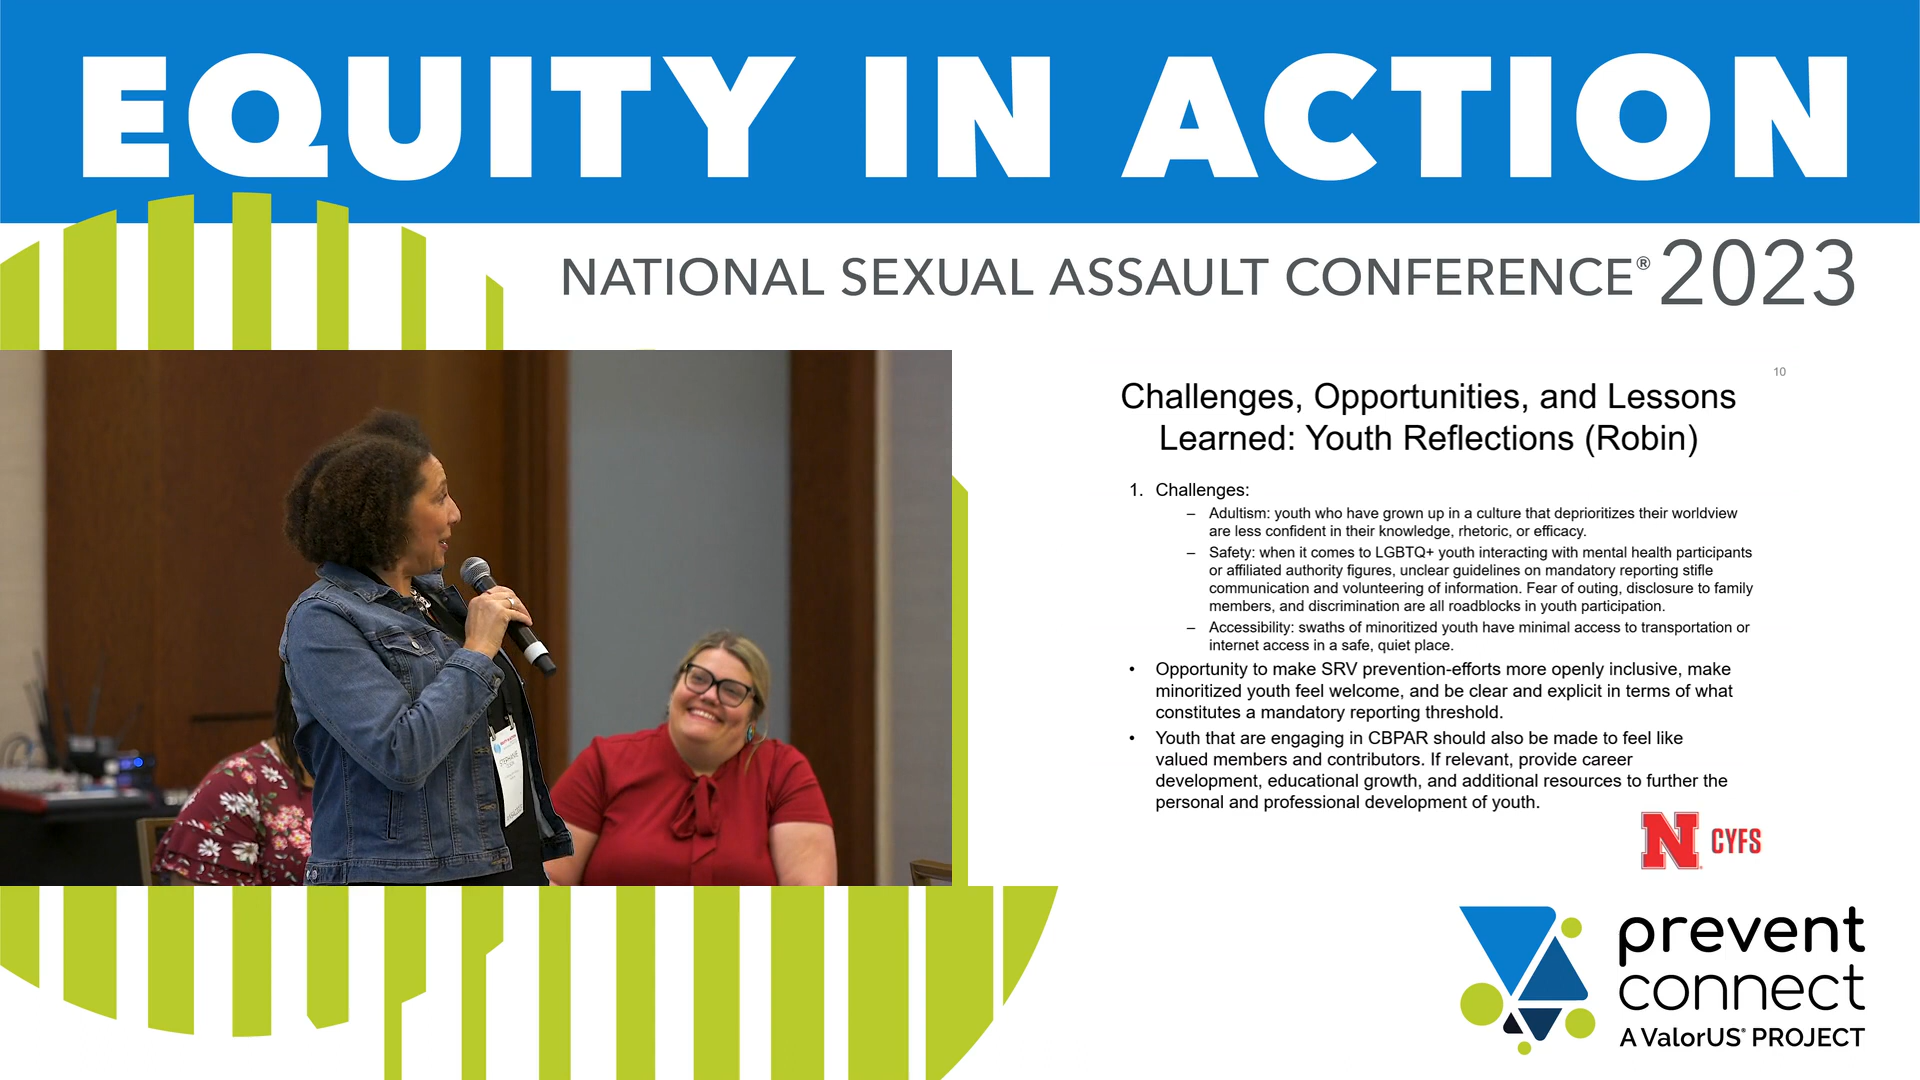 EQUITY IN ACTION
NATIONAL SEXUAL ASSAULT CONFERENCE® 2023
10
Challenges, Opportunities, and Lessons
Learned: Youth Reflections (Robin)
1. Challenges:
– Adultism: youth who have grown up in a culture that deprioritizes their worldview
are less confident in their knowledge, rhetoric, or efficacy.
– Safety: when it comes to LGBTQ+ youth interacting with mental health participants
or affiliated authority figures, unclear guidelines on mandatory reporting stifle
communication and volunteering of information. Fear of outing, disclosure to family
members, and discrimination are all roadblocks in youth participation.
– Accessibility: swaths of minoritized youth have minimal access to transportation or
internet access in a safe, quiet place.
• Opportunity to make SRV prevention-efforts more openly inclusive, make
minoritized youth feel welcome, and be clear and explicit in terms of what
constitutes a mandatory reporting threshold.
• Youth that are engaging in CBPAR should also be made to feel like
valued members and contributors. If relevant, provide career
development, educational growth, and additional resources to further the
personal and professional development of youth.
N CYFS
STEPHANIE
prevent
connect
A ValorUS® PROJECT